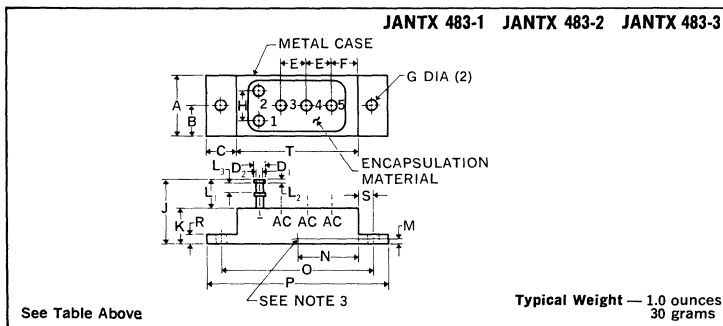 JANTX 483-1 JANTX 483-2 JANTX 483-3
METAL CASE
E E F
G DIA (2)
A
B
H
2 3 4 5
1
C T
ENCAPSULATION
MATERIAL
L3 D2 D1
J
L1
L2
S
K
R
AC AC AC
M
N
O
P
SEE NOTE 3
See Table Above
Typical Weight — 1.0 ounces
30 grams